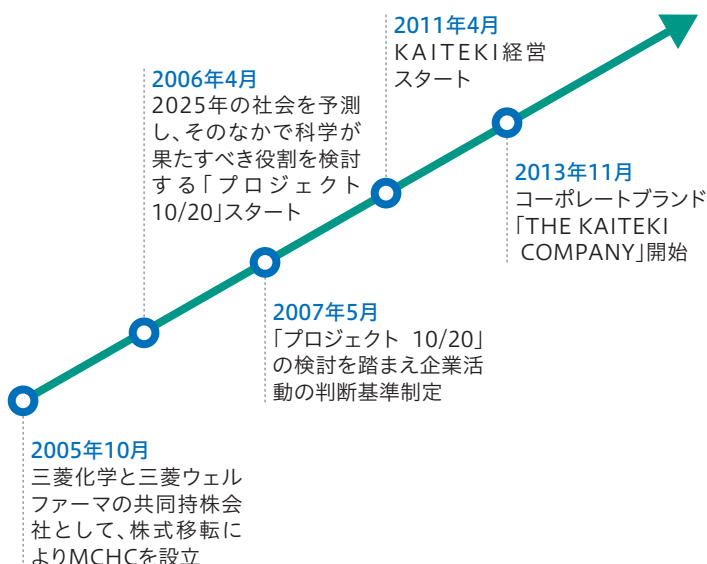 2005年10月
三菱化学と三菱ウェル
ファーマの共同持株会
社として、株式移転に
よりMCHCを設立
2006年4月
2025年の社会を予測
し、そのなかで科学が
果たすべき役割を検討
する「プロジェクト
10/20」スタート
2007年5月
「プロジェクト 10/20」
の検討を踏まえ企業活
動の判断基準制定
2011年4月
KAITEKI経営
スタート
2013年11月
コーポレートブランド
「THE KAITEKI
COMPANY」開始